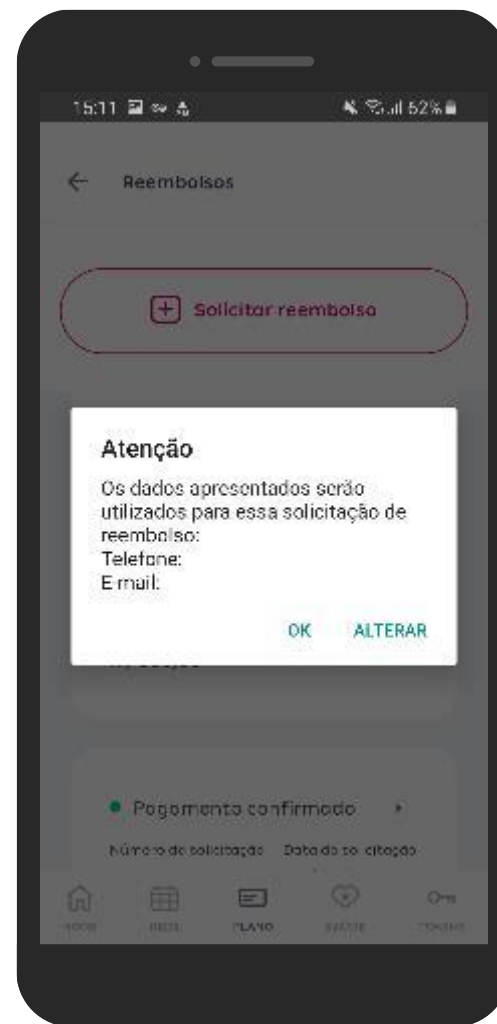 15:11 62%
Reembolsos
Solicitar reembolso
Atenção
Os dados apresentados serão
utilizados para essa solicitação de
reembolso:
Telefone:
E-mail:
OK ALTERAR
Pagamento confirmado
Número da solicitação Data da solicitação
PLANO